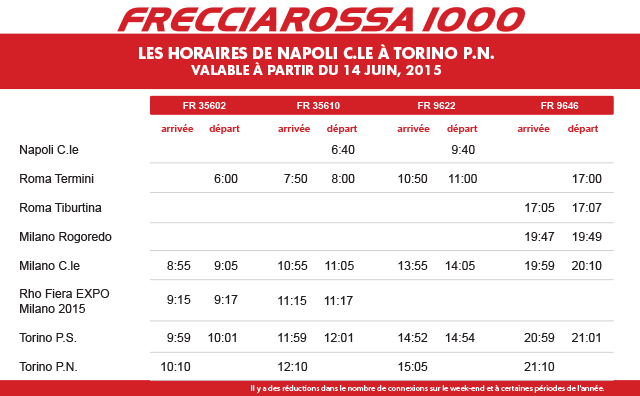 FRECCIAROSSA 1000
LES HORAIRES DE NAPOLI C.LE À TORINO P.N.
VALABLE À PARTIR DU 14 JUIN, 2015
FR 35602 FR 35610 FR 9622 FR 9646
arrivée départ arrivée départ arrivée départ arrivée départ
Napoli C.le 6:40 9:40
Roma Termini 6:00 7:50 8:00 10:50 11:00 17:00
Roma Tiburtina 17:05 17:07
Milano Rogoredo 19:47 19:49
Milano C.le 8:55 9:05 10:55 11:05 13:55 14:05 19:59 20:10
Rho Fiera EXPO
Milano 2015 9:15 9:17 11:15 11:17
Torino P.S. 9:59 10:01 11:59 12:01 14:52 14:54 20:59 21:01
Torino P.N. 10:10 12:10 15:05 21:10
Il y a des réductions dans le nombre de connexions sur le week-end et à certaines périodes de l'année.